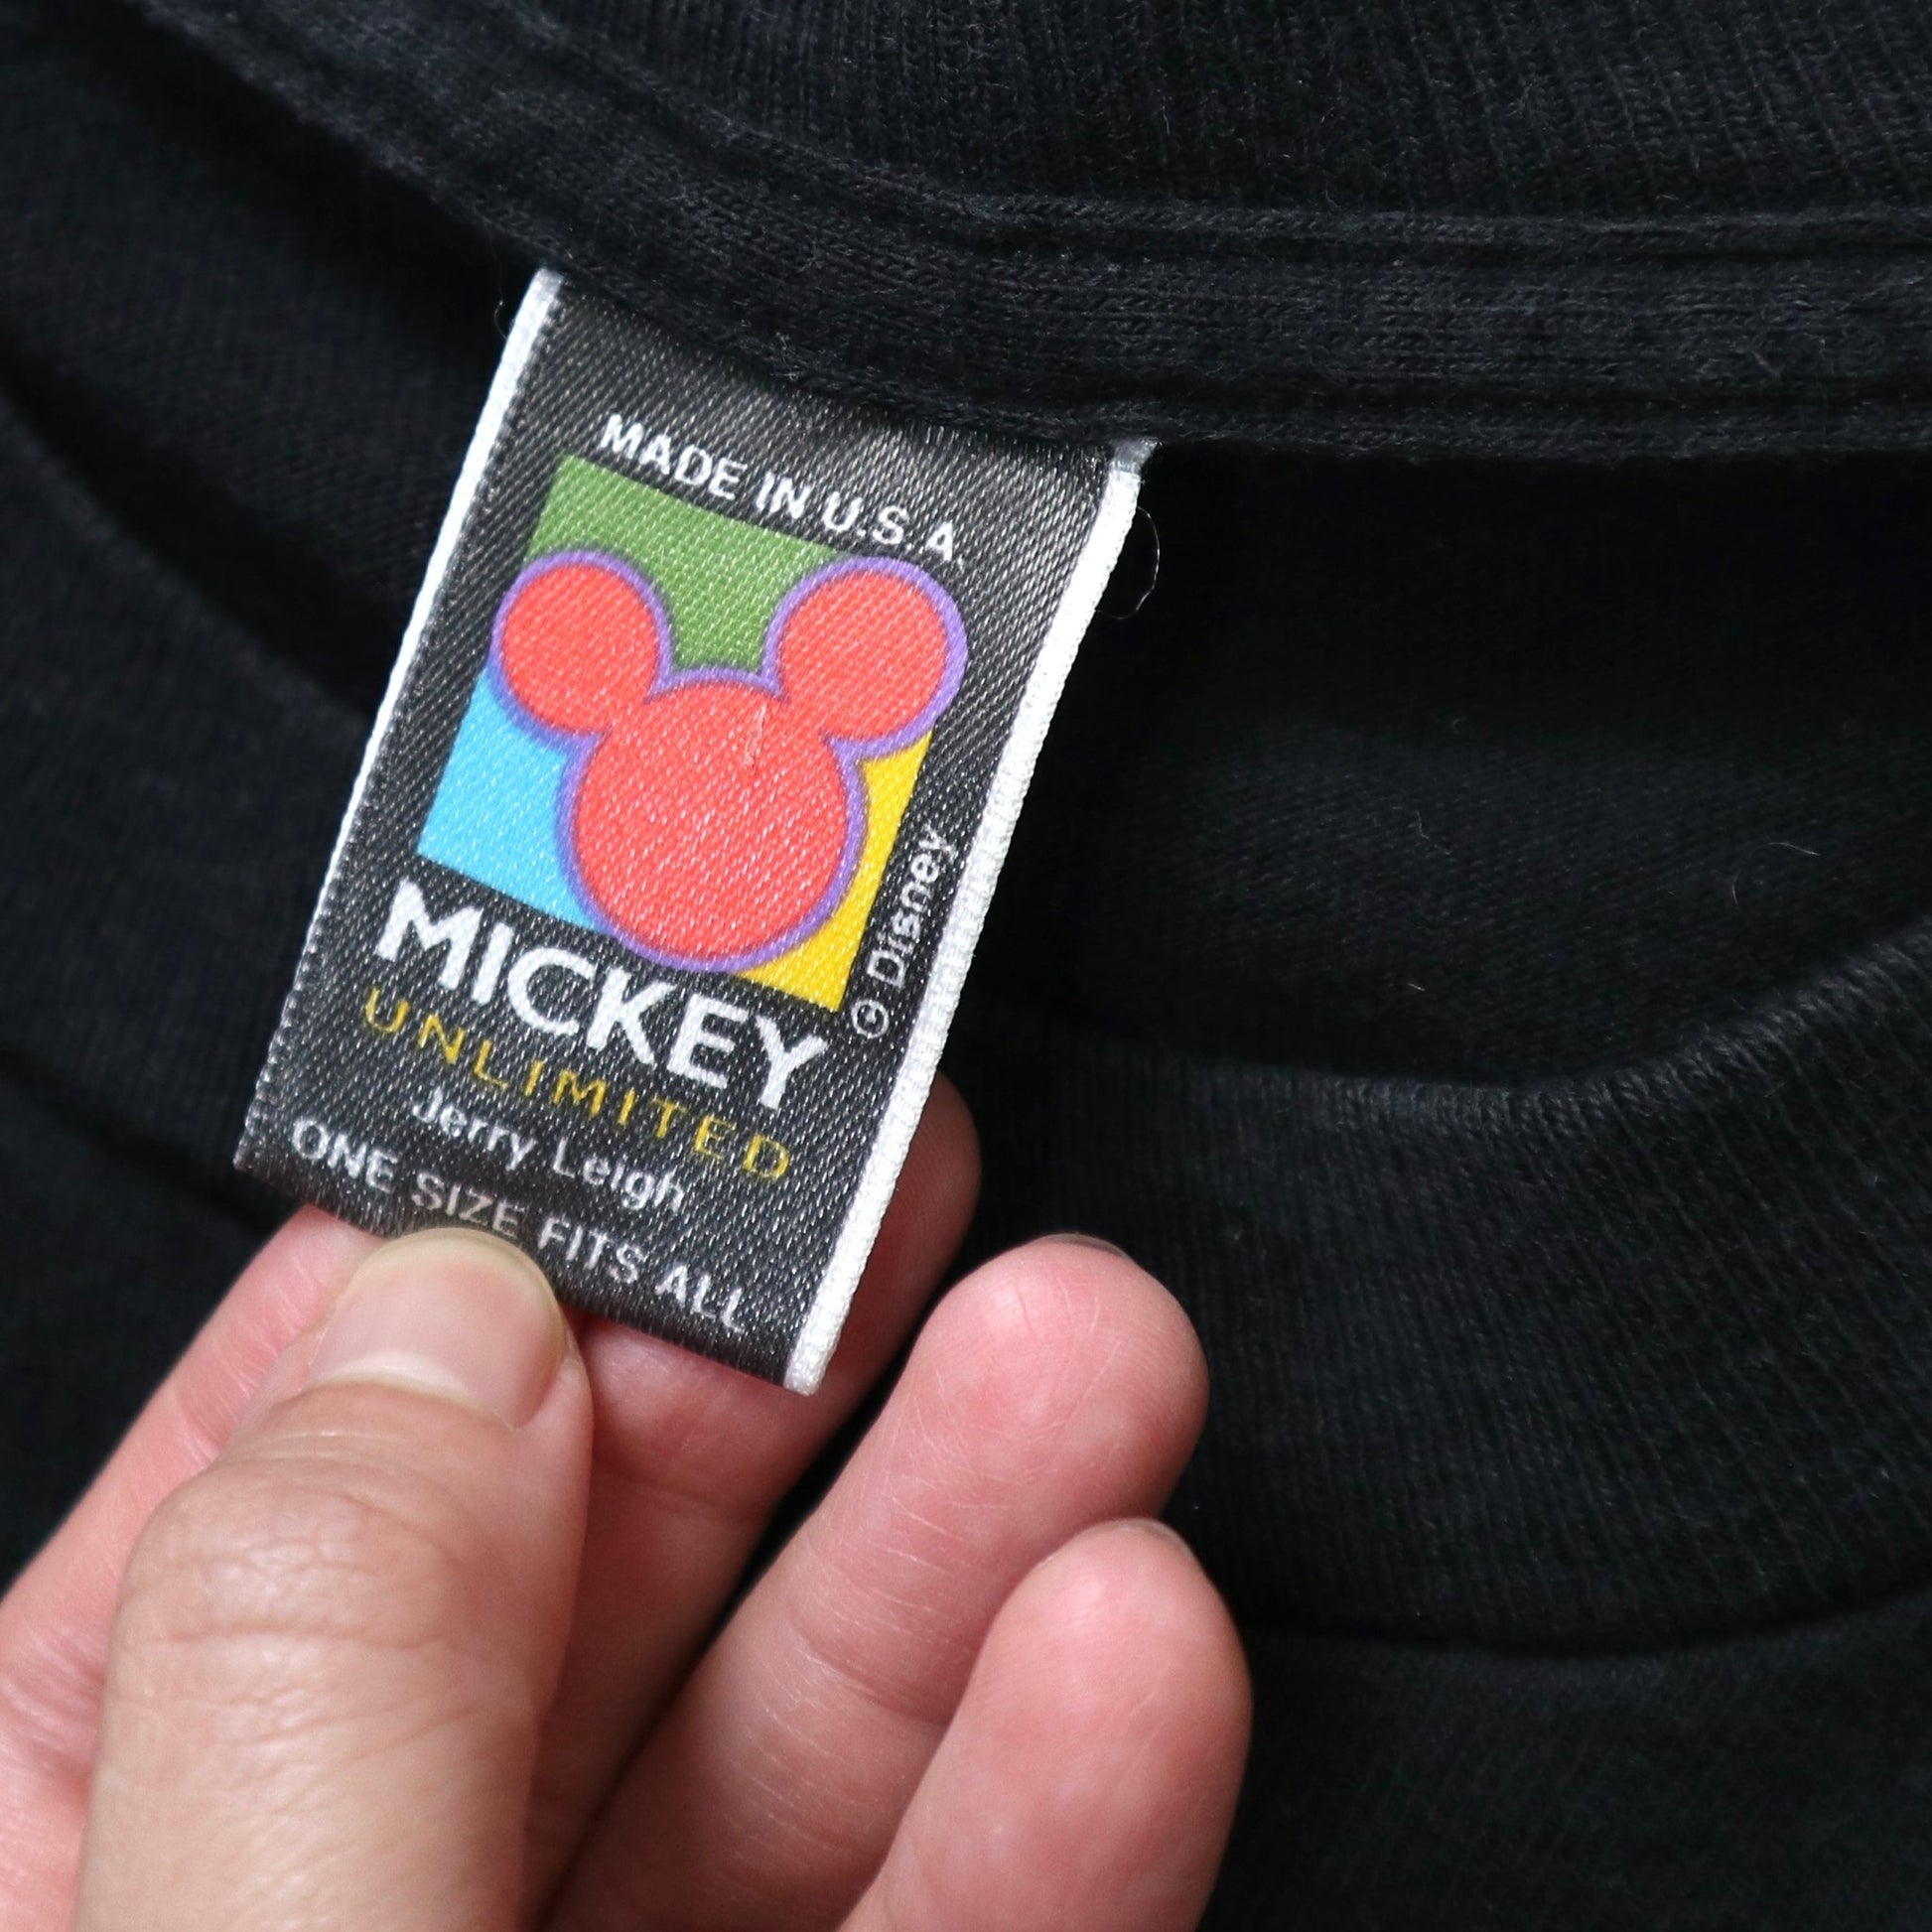 MADE IN U.S.A.
© Disney
MICKEY
UNLIMITED
Jerry Leigh
ONE SIZE FITS ALL